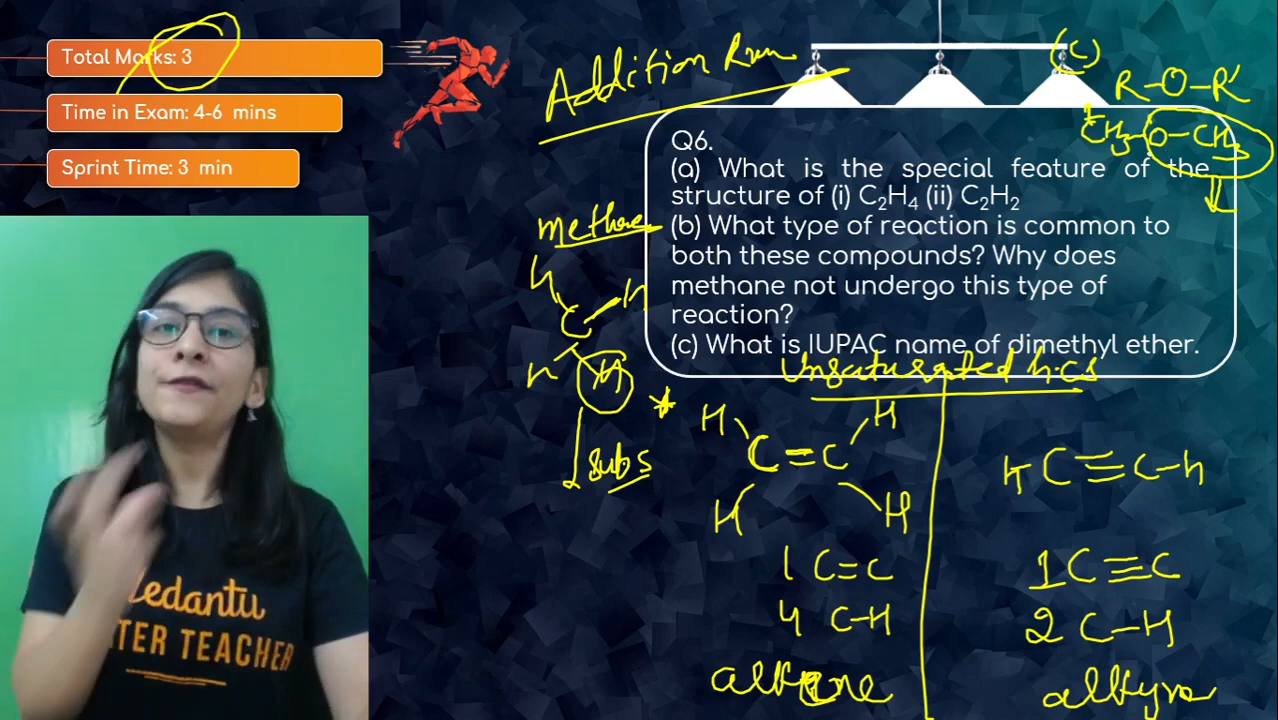 Total Marks: 3
Time in Exam: 4-6 mins
Sprint Time: 3 min
Addition Rxn
(c)
R-O-R'
CH3-O-CH3
Q6.
(a) What is the special feature of the
structure of (i) C₂H₄ (ii) C₂H₂
(b) What type of reaction is common to
both these compounds? Why does
methane not undergo this type of
reaction?
(c) What is IUPAC name of dimethyl ether.
methane
H
H
C
H
H
Subs
Unsaturated h.cs
H
H
C=C
H
H
H C≡C-H
1 C=C
4 C-H
alkene
1 C≡C
2 C-H
alkyne
Vedantu
TER TEACHER